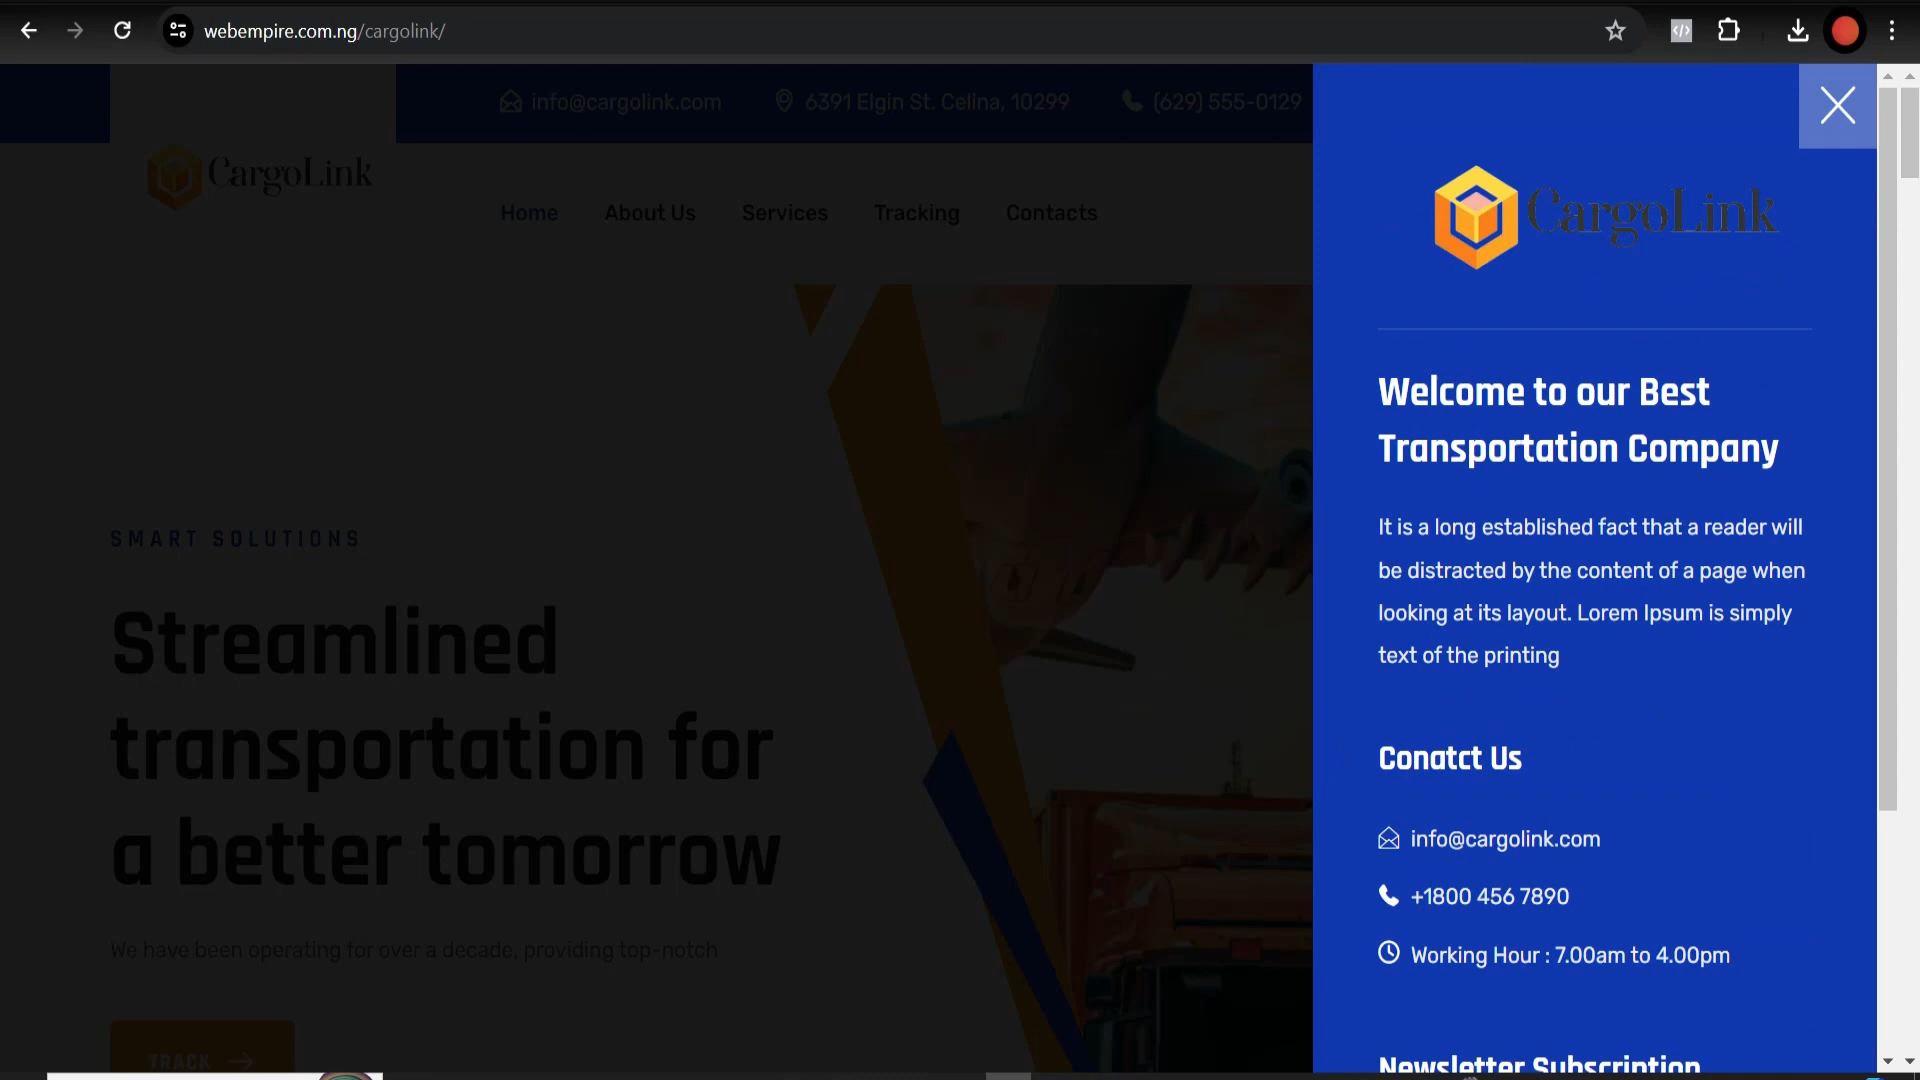 webempire.com.ng/cargolink/
info@cargolink.com
6391 Elgin St. Celina, 10299
(629) 555-0129
CargoLink
Home
About Us
Services
Tracking
Contacts
SMART SOLUTIONS
Streamlined
transportation for
a better tomorrow
We have been operating for over a decade, providing top-notch
TRACK
CargoLink
Welcome to our Best
Transportation Company
It is a long established fact that a reader will
be distracted by the content of a page when
looking at its layout. Lorem Ipsum is simply
text of the printing
Conatct Us
info@cargolink.com
+1800 456 7890
Working Hour : 7.00am to 4.00pm
Newsletter Subscription